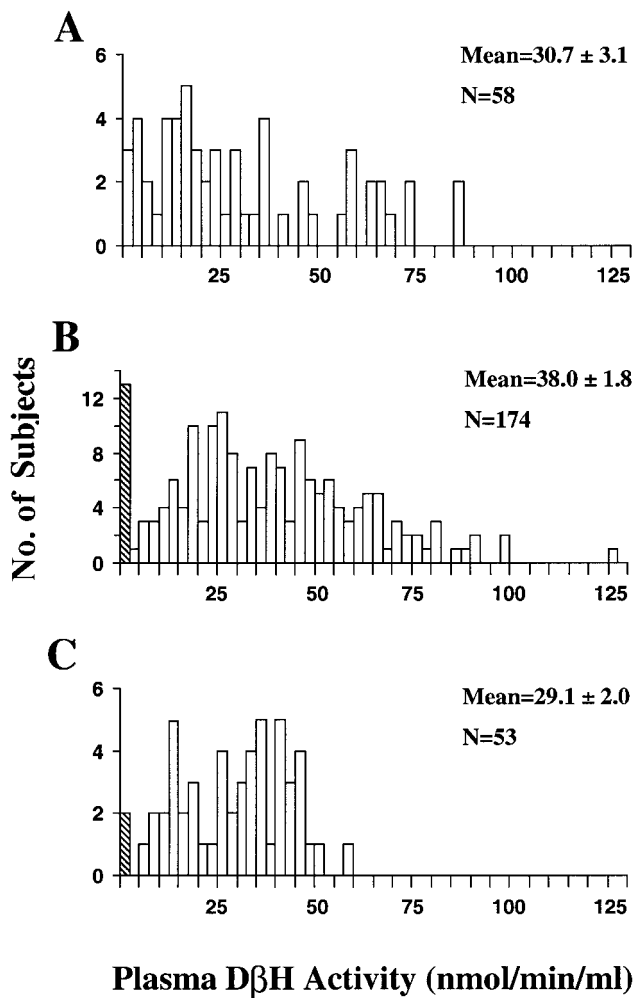 A
6
4
2
0
25
50
75
100
125
Mean=30.7 ± 3.1
N=58
B
12
8
4
0
25
50
75
100
125
Mean=38.0 ± 1.8
N=174
No. of Subjects
C
6
4
2
0
25
50
75
100
125
Mean=29.1 ± 2.0
N=53
Plasma DβH Activity (nmol/min/ml)